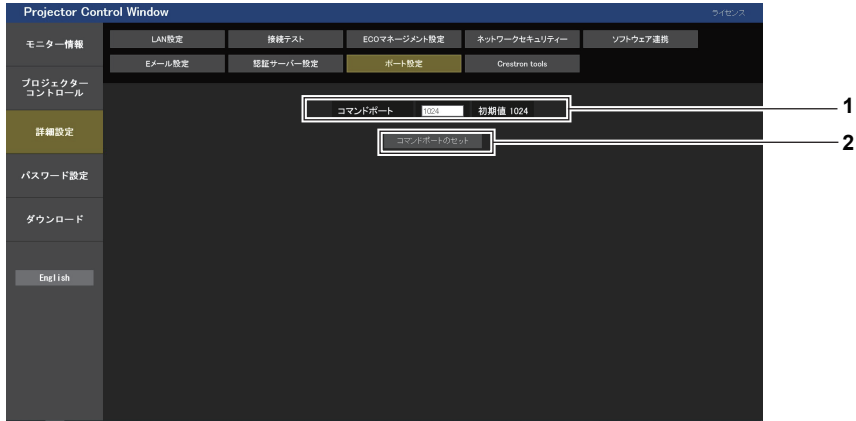 Projector Control Window
ライセンス
モニター情報
LAN設定
接続テスト
ECOマネージメント設定
ネットワークセキュリティー
ソフトウェア連携
Eメール設定
認証サーバー設定
ポート設定
Crestron tools
プロジェクター
コントロール
コマンドポート 1024 初期値 1024
1
コマンドポートのセット
2
詳細設定
パスワード設定
ダウンロード
English